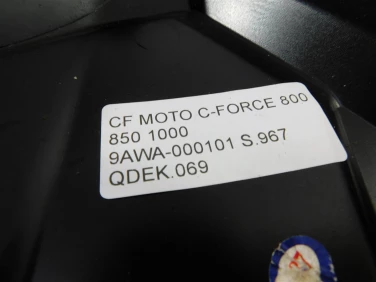 CF MOTO C-FORCE 800
850 1000
9AWA-000101 S.967
QDEK.069